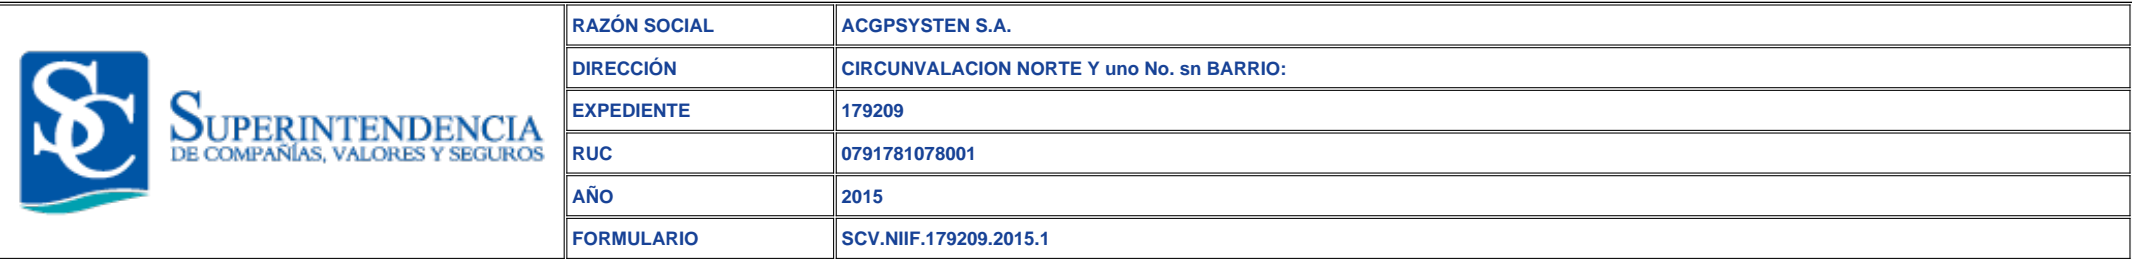 SC
SUPERINTENDENCIA
DE COMPAÑÍAS, VALORES Y SEGUROS
RAZÓN SOCIAL ACGPSYSTEN S.A.
DIRECCIÓN CIRCUNVALACION NORTE Y uno No. sn BARRIO:
EXPEDIENTE 179209
RUC 0791781078001
AÑO 2015
FORMULARIO SCV.NIIF.179209.2015.1